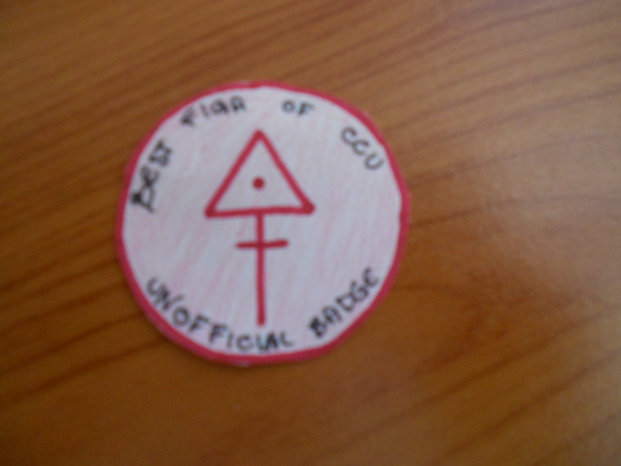 BEST FIAR OF CCU
UNOFFICIAL BADGE